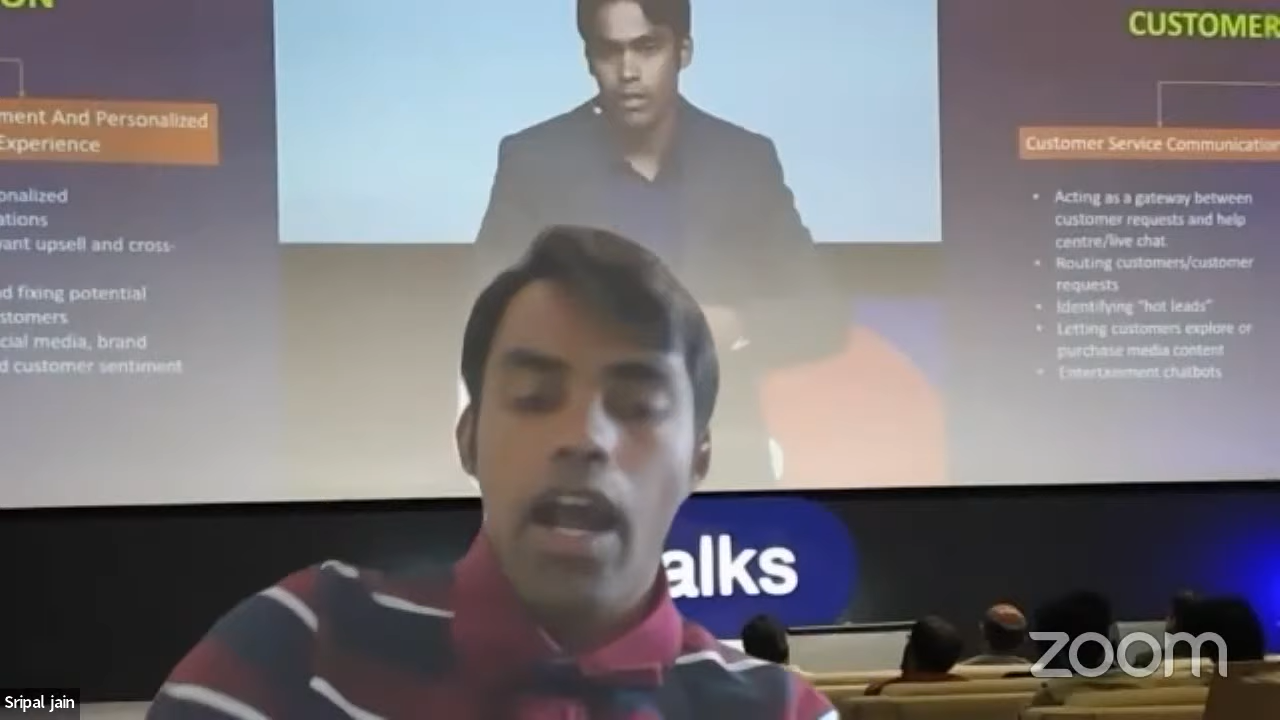 ON
ment And Personalized
Experience
onalized
ations
vant upsell and cross-
d fixing potential
stomers
cial media, brand
d customer sentiment
CUSTOMER
Customer Service Communication
• Acting as a gateway between
customer requests and help
centre/live chat
• Routing customers/customer
requests
• Identifying "hot leads"
• Letting customers explore or
purchase media content
• Entertainment chatbots
alks
zoom
Sripal jain